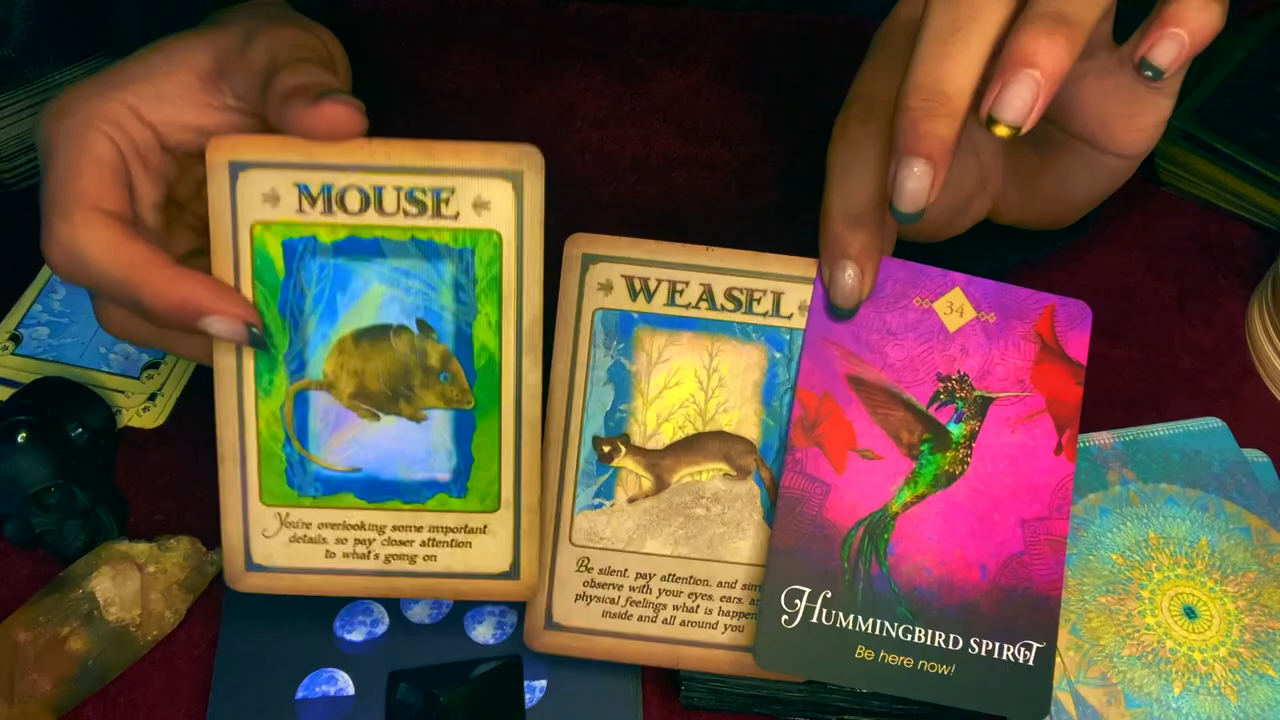 MOUSE
You're overlooking some important
details, so pay closer attention
to what's going on
WEASEL
Be silent, pay attention, and
observe with your eyes, ears,
physical feelings what is
inside and all around you
34
HUMMINGBIRD SPIRIT
Be here now!